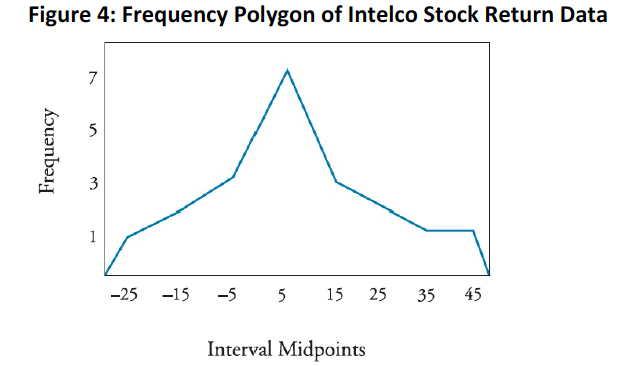 Figure 4: Frequency Polygon of Intelco Stock Return Data
Frequency
7
5
3
1
–25 –15 –5 5 15 25 35 45
Interval Midpoints